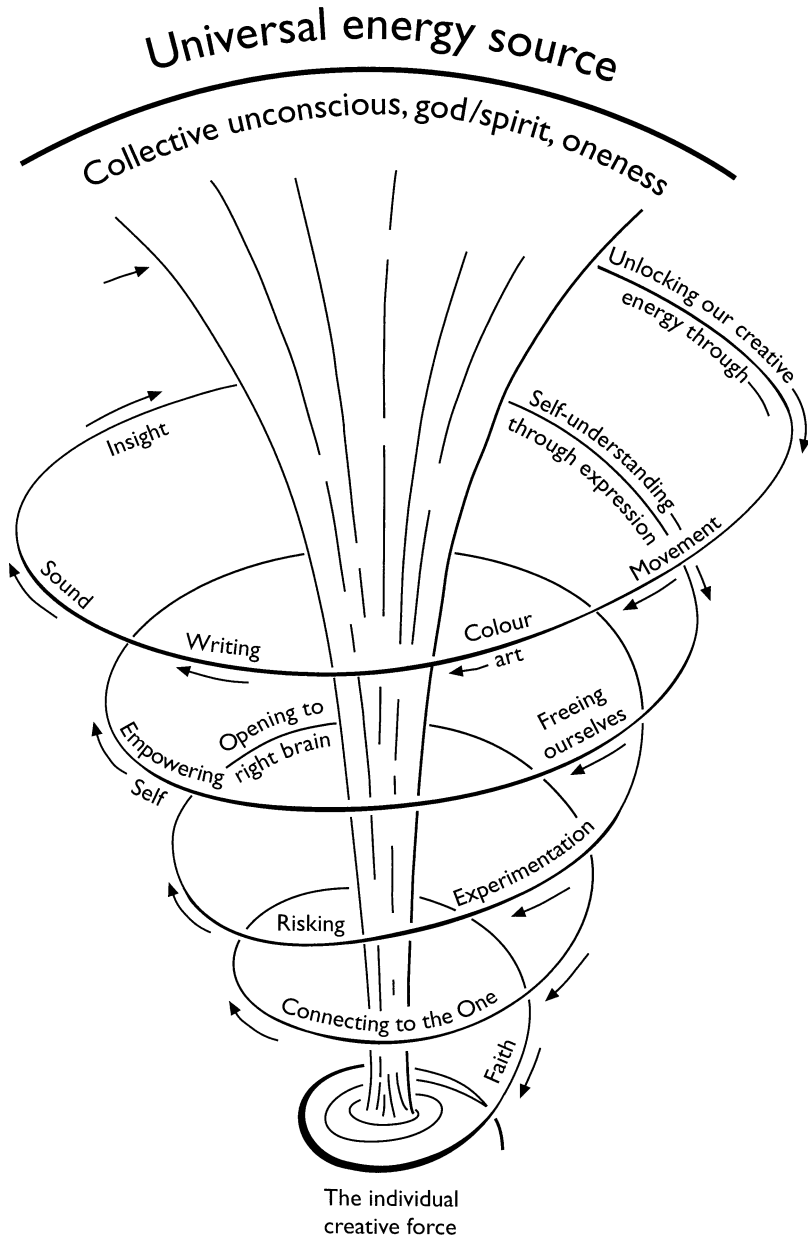 Universal energy source
Collective unconscious, god/spirit, oneness
Unlocking our creative
energy through
Self-understanding
through expression
Insight
Movement
Sound
Writing
Colour
art
Opening to
right brain
Freeing
ourselves
Empowering
Self
Experimentation
Risking
Connecting to the One
Faith
The individual
creative force